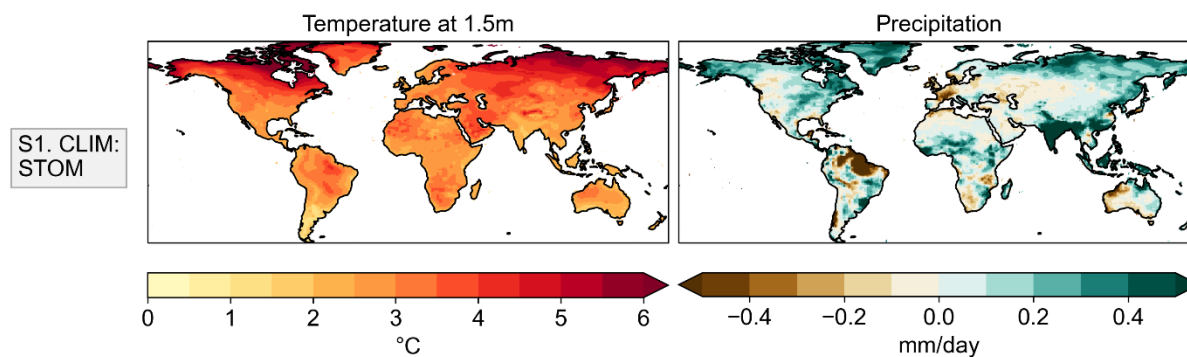 Temperature at 1.5m
Precipitation
S1. CLIM:
STOM
0 1 2 3 4 5 6
°C
−0.4 −0.2 0.0 0.2 0.4
mm/day